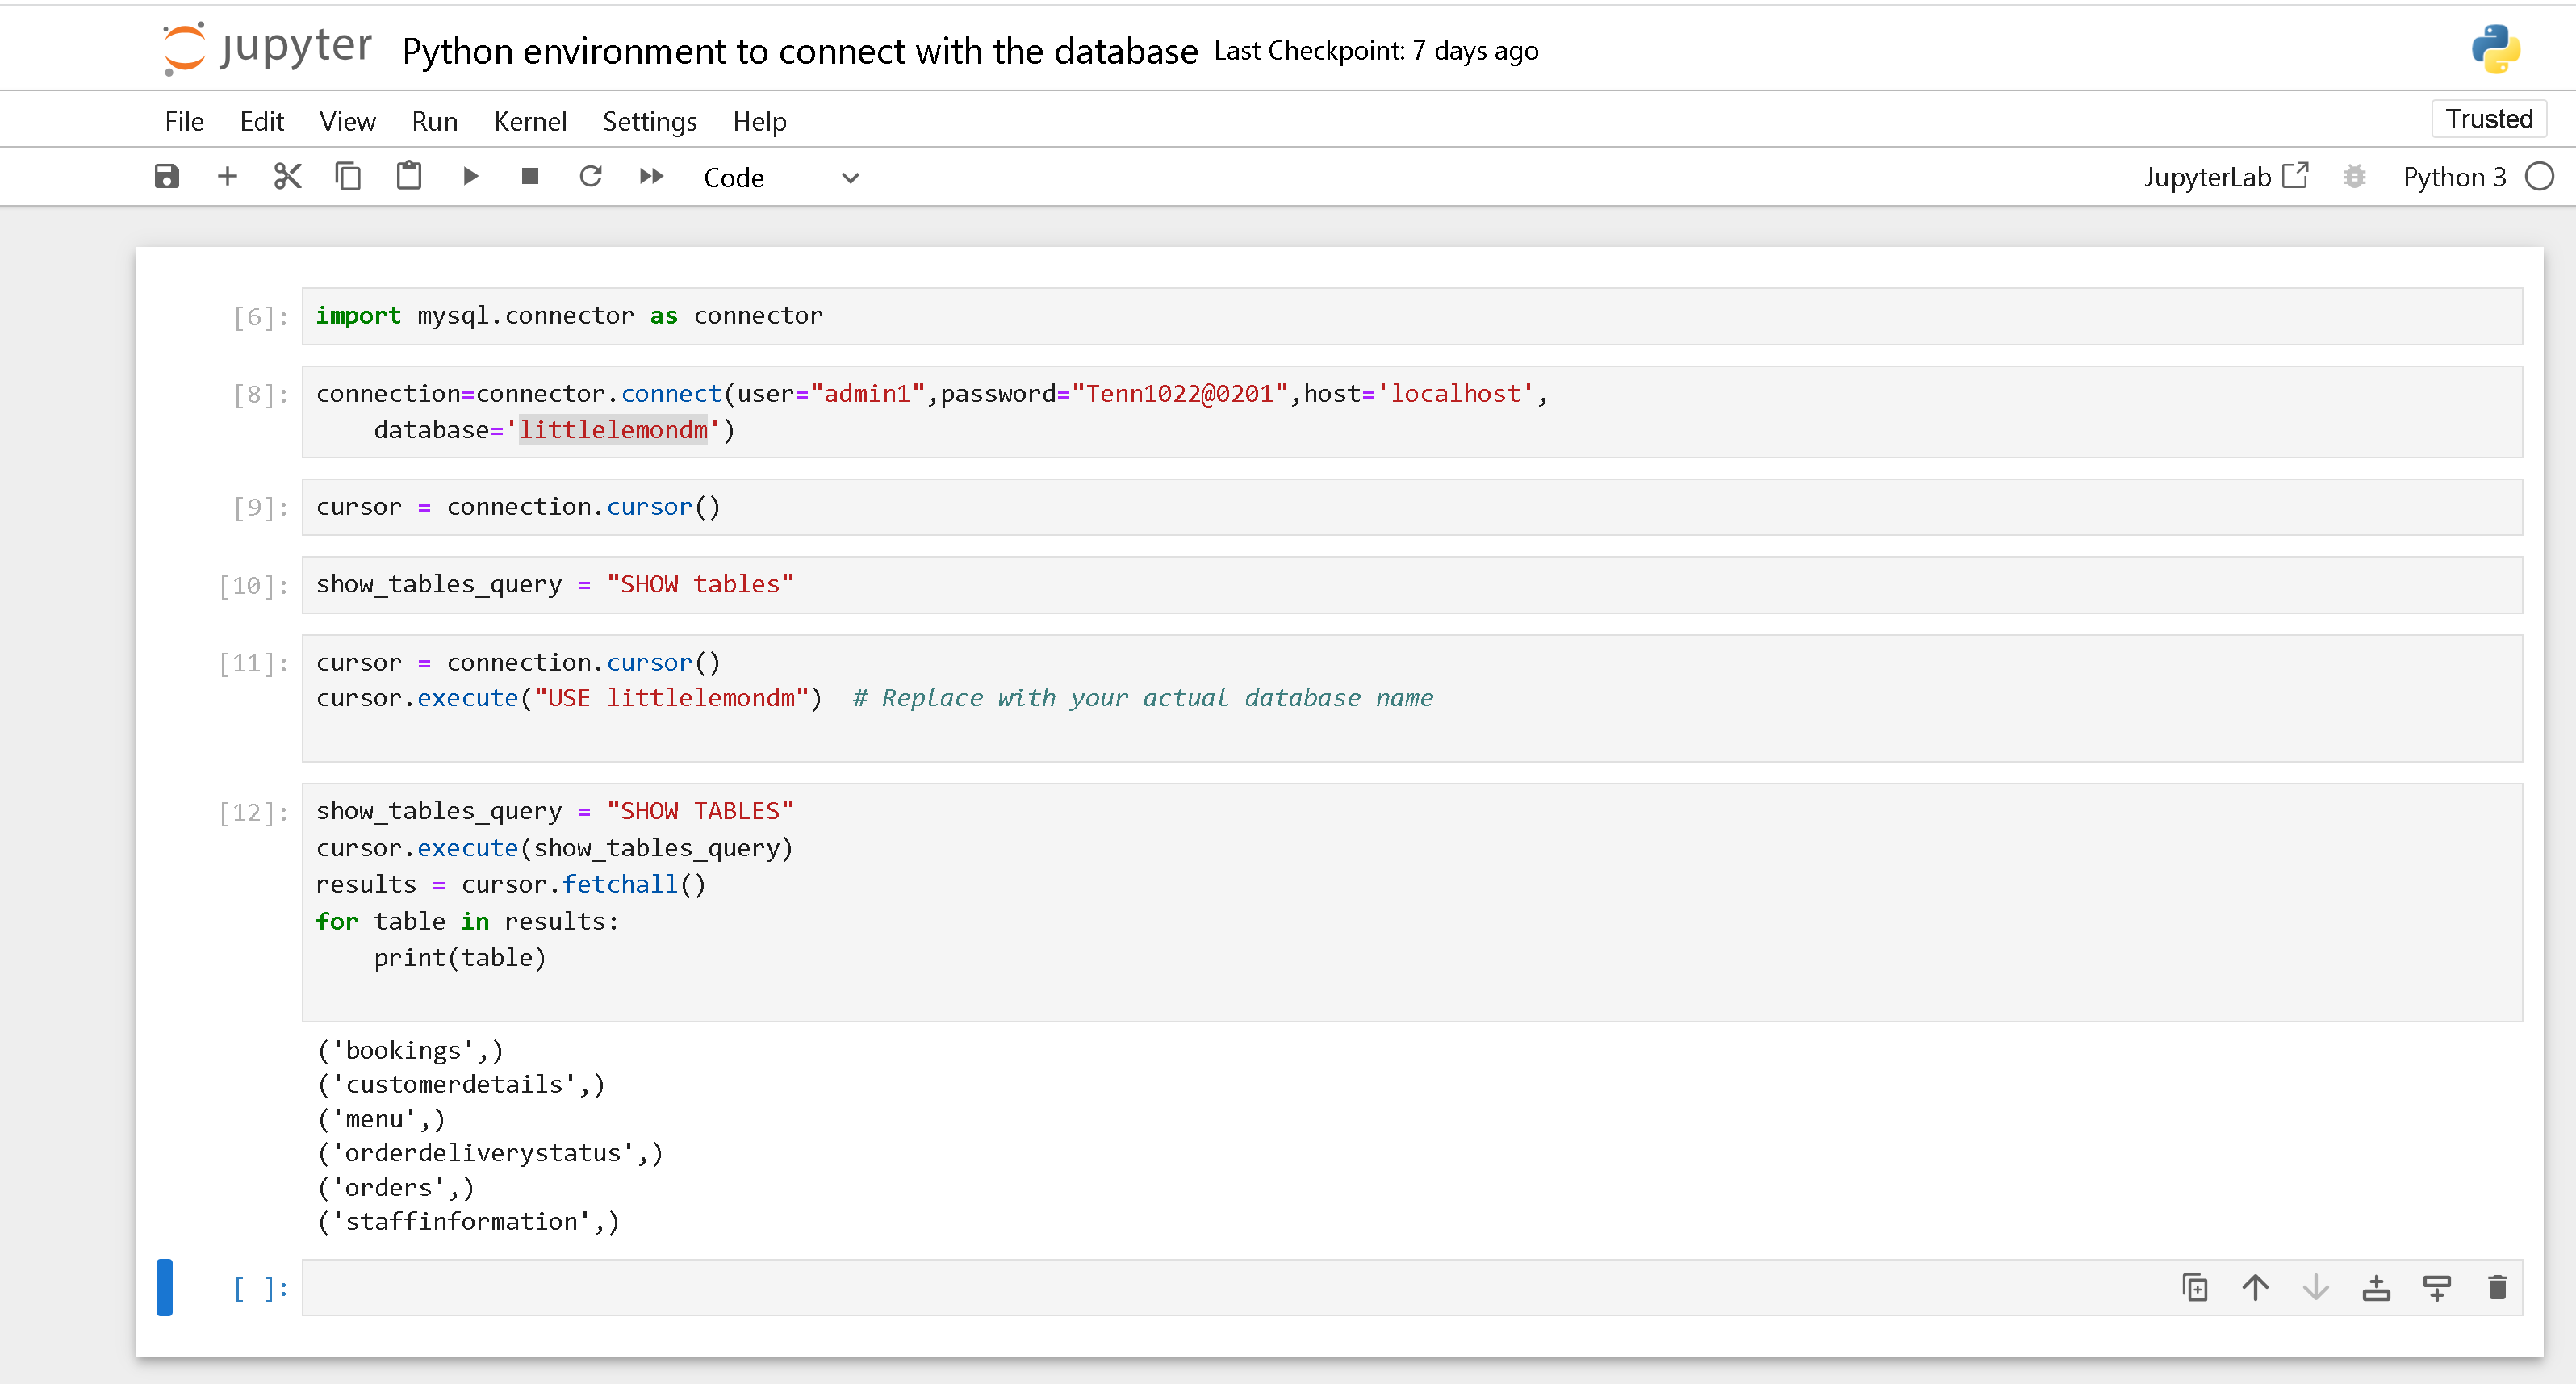 jupyter Python environment to connect with the database Last Checkpoint: 7 days ago
File Edit View Run Kernel Settings Help Trusted
Code JupyterLab Python 3
[6]: import mysql.connector as connector
[8]: connection=connector.connect(user="admin1",password="Tenn1022@0201",host='localhost',
    database='littlelemondm')
[9]: cursor = connection.cursor()
[10]: show_tables_query = "SHOW tables"
[11]: cursor = connection.cursor()
cursor.execute("USE littlelemondm")  # Replace with your actual database name
[12]: show_tables_query = "SHOW TABLES"
cursor.execute(show_tables_query)
results = cursor.fetchall()
for table in results:
    print(table)
('bookings',)
('customerdetails',)
('menu',)
('orderdeliverystatus',)
('orders',)
('staffinformation',)
[ ]: